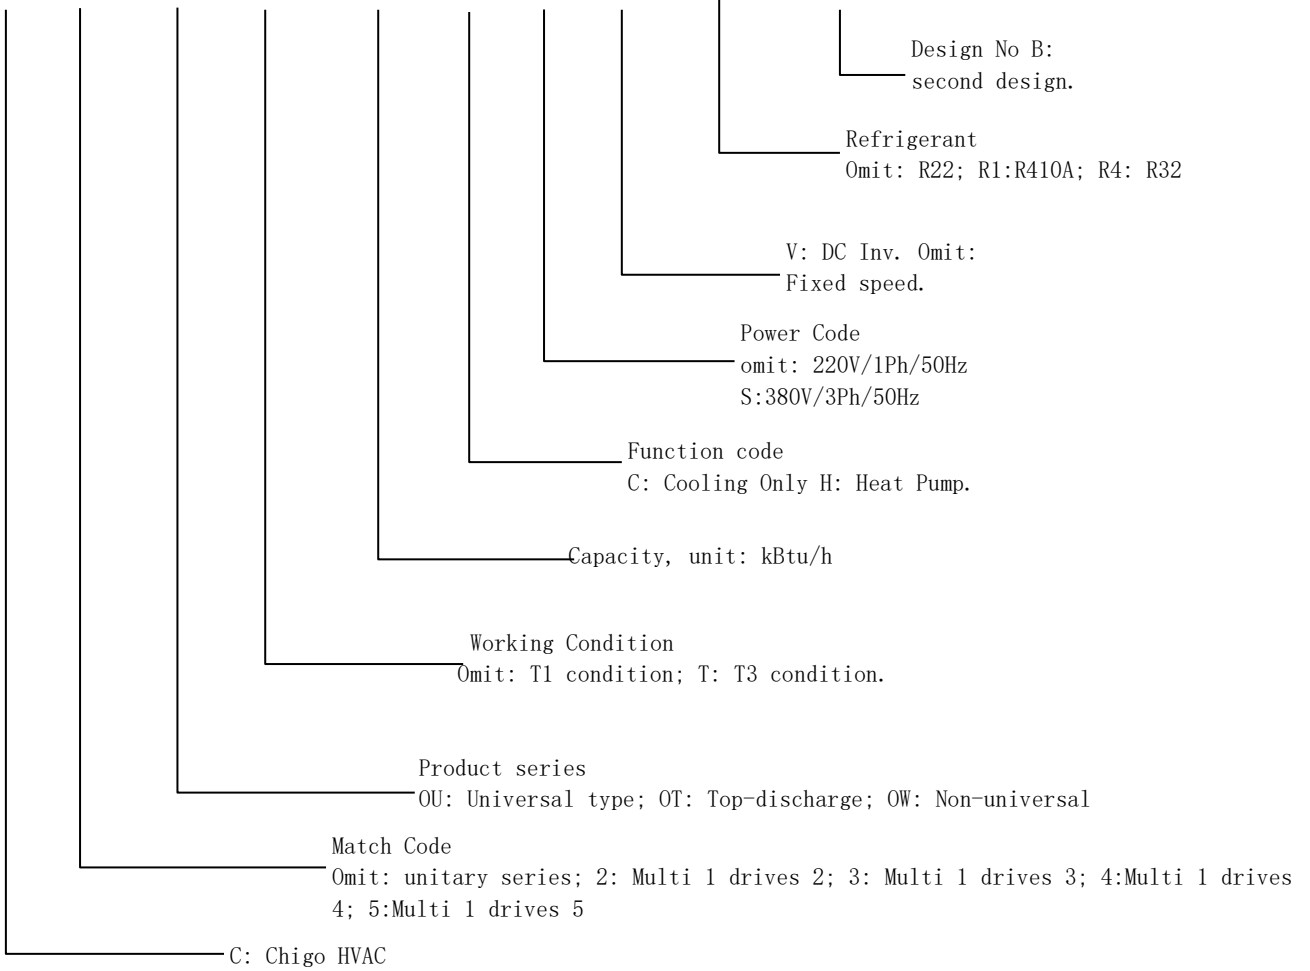 Design No B:
second design.
Refrigerant
Omit: R22; R1:R410A; R4: R32
V: DC Inv. Omit:
Fixed speed.
Power Code
omit: 220V/1Ph/50Hz
S:380V/3Ph/50Hz
Function code
C: Cooling Only H: Heat Pump.
Capacity, unit: kBtu/h
Working Condition
Omit: T1 condition; T: T3 condition.
Product series
OU: Universal type; OT: Top-discharge; OW: Non-universal
Match Code
Omit: unitary series; 2: Multi 1 drives 2; 3: Multi 1 drives 3; 4:Multi 1 drives
4; 5:Multi 1 drives 5
C: Chigo HVAC